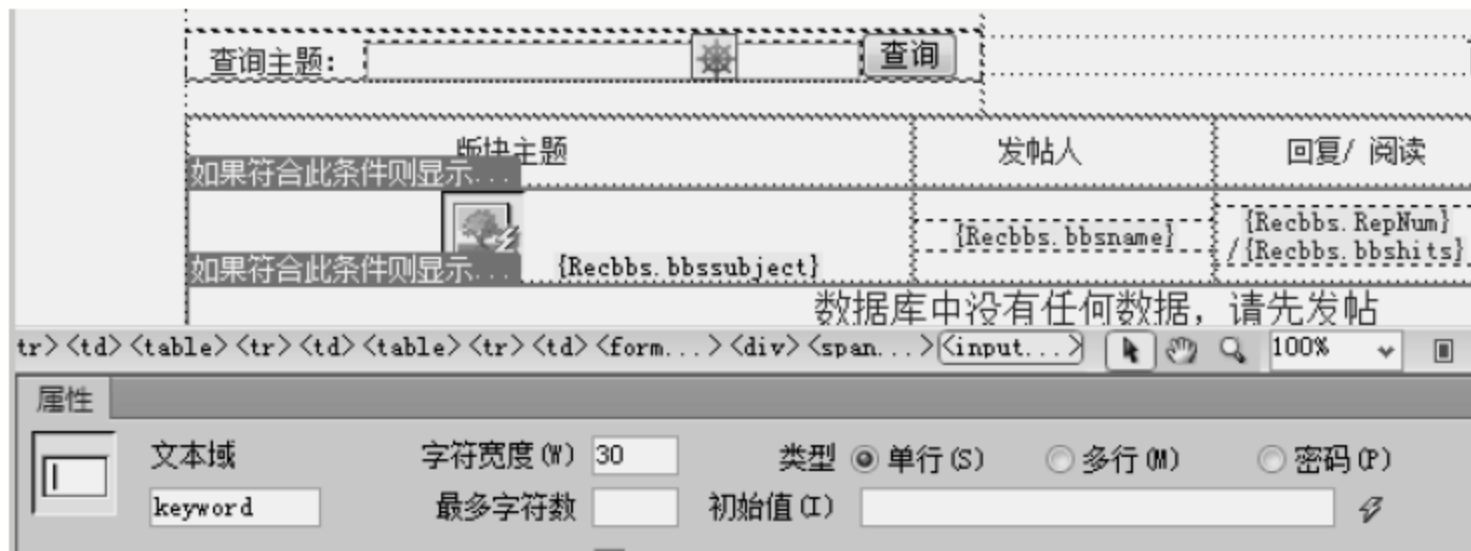 查询主题: 查询
版块主题 发帖人 回复/ 阅读
如果符合此条件则显示...
{Recbbs.bbsname} {Recbbs.RepNum}
/{Recbbs.bbshits}
如果符合此条件则显示... {Recbbs.bbssubject}
数据库中没有任何数据，请先发帖
tr> <td> <table> <tr> <td> <table> <tr> <td> <form...> <div> <span...> <input...> 100%
属性
文本域 字符宽度(W) 30 类型 单行(S) 多行(M) 密码(P)
keyword 最多字符数 初始值(I)